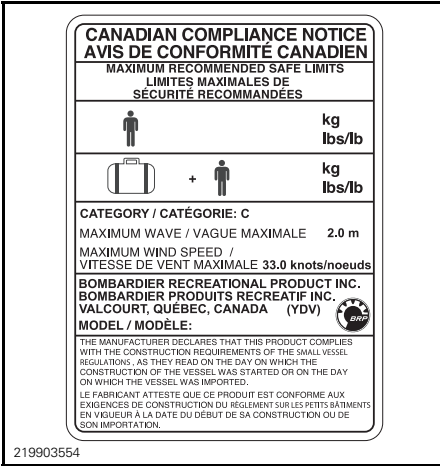 CANADIAN COMPLIANCE NOTICE
AVIS DE CONFORMITÉ CANADIEN
MAXIMUM RECOMMENDED SAFE LIMITS
LIMITES MAXIMALES DE
SÉCURITÉ RECOMMANDÉES
kg
lbs/lb
+
kg
lbs/lb
CATEGORY / CATÉGORIE: C
MAXIMUM WAVE / VAGUE MAXIMALE 2.0 m
MAXIMUM WIND SPEED /
VITESSE DE VENT MAXIMALE 33.0 knots/noeuds
BOMBARDIER RECREATIONAL PRODUCT INC.
BOMBARDIER PRODUITS RECREATIF INC.
VALCOURT, QUÉBEC, CANADA (YDV)
BRP
MODEL / MODÈLE:
THE MANUFACTURER DECLARES THAT THIS PRODUCT COMPLIES
WITH THE CONSTRUCTION REQUIREMENTS OF THE SMALL VESSEL
REGULATIONS , AS THEY READ ON THE DAY ON WHICH THE
CONSTRUCTION OF THE VESSEL WAS STARTED OR ON THE DAY
ON WHICH THE VESSEL WAS IMPORTED.
LE FABRICANT ATTESTE QUE CE PRODUIT EST CONFORME AUX
EXIGENCES DE CONSTRUCTION DU RÈGLEMENT SUR LES PETITS BÂTIMENTS
EN VIGUEUR À LA DATE DU DÉBUT DE SA CONSTRUCTION OU DE
SON IMPORTATION.
219903554